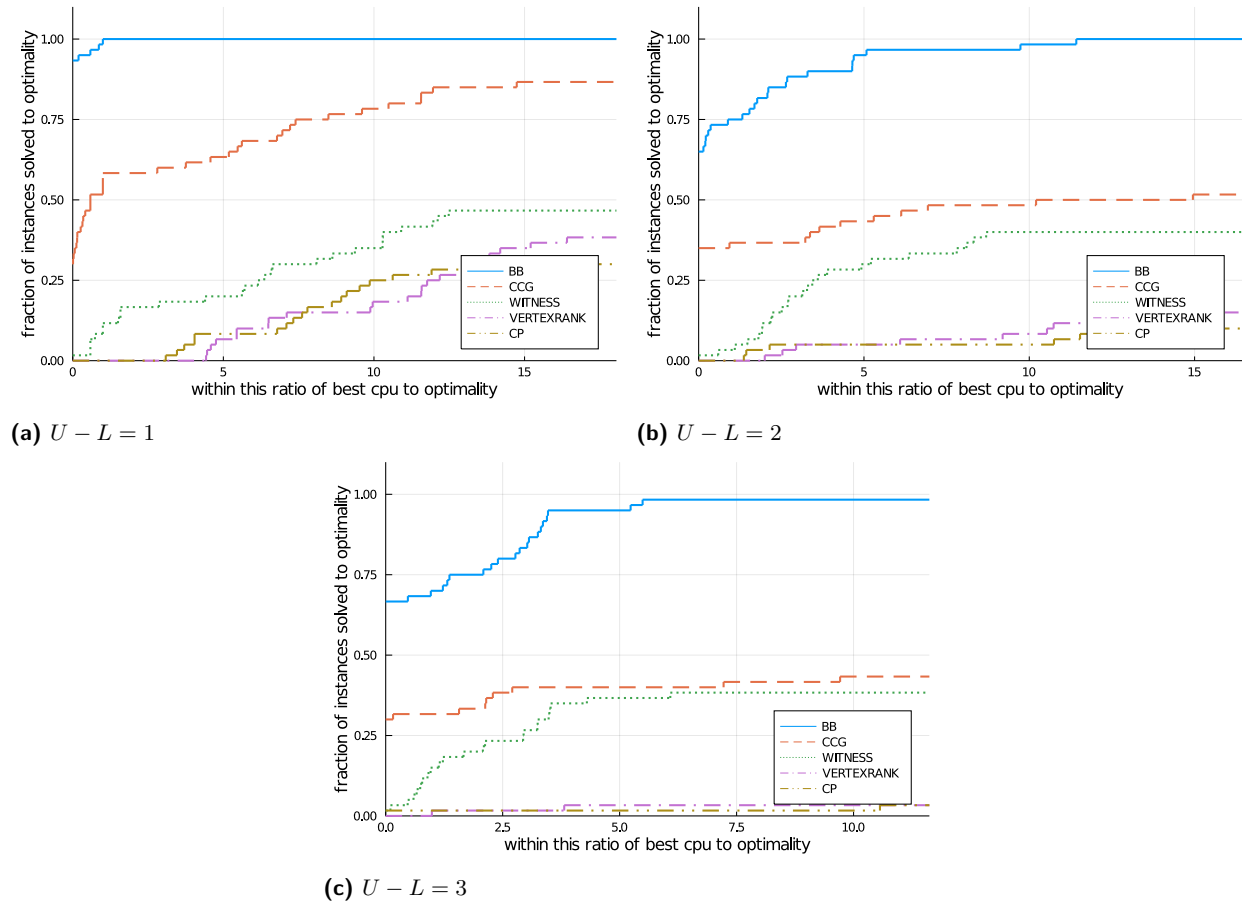 1.00
0.75
0.50
0.25
0.00
fraction of instances solved to optimality
0
5
10
15
within this ratio of best cpu to optimality
BB
CCG
WITNESS
VERTEXRANK
CP
(a) U − L = 1
1.00
0.75
0.50
0.25
0.00
fraction of instances solved to optimality
0
5
10
15
within this ratio of best cpu to optimality
BB
CCG
WITNESS
VERTEXRANK
CP
(b) U − L = 2
1.00
0.75
0.50
0.25
0.00
fraction of instances solved to optimality
0.0
2.5
5.0
7.5
10.0
within this ratio of best cpu to optimality
BB
CCG
WITNESS
VERTEXRANK
CP
(c) U − L = 3